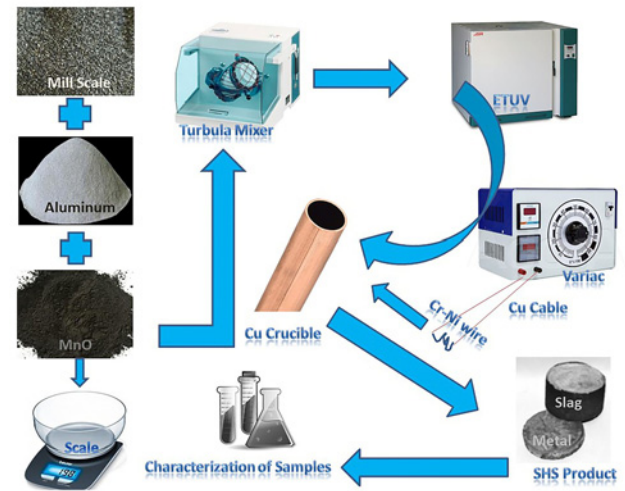 Mill Scale
Aluminum
MnO
Scale
Turbula Mixer
ETUV
Variac
Cu Cable
Cr-Ni wire
Cu Crucible
Slag
Metal
SHS Product
Characterization of Samples